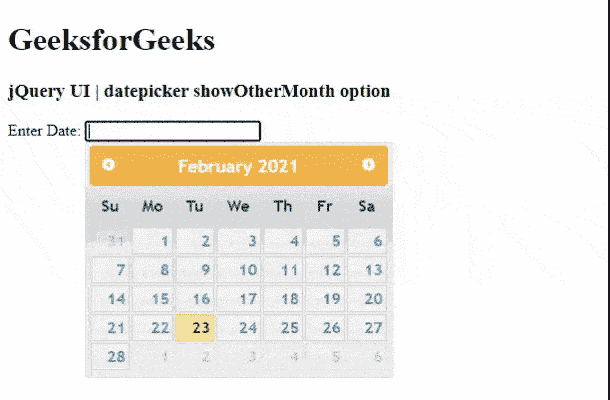 GeeksforGeeks
jQuery UI | datepicker showOtherMonth option
Enter Date:
February 2021
Su Mo Tu We Th Fr Sa
31 1 2 3 4 5 6
7 8 9 10 11 12 13
14 15 16 17 18 19 20
21 22 23 24 25 26 27
28 1 2 3 4 5 6